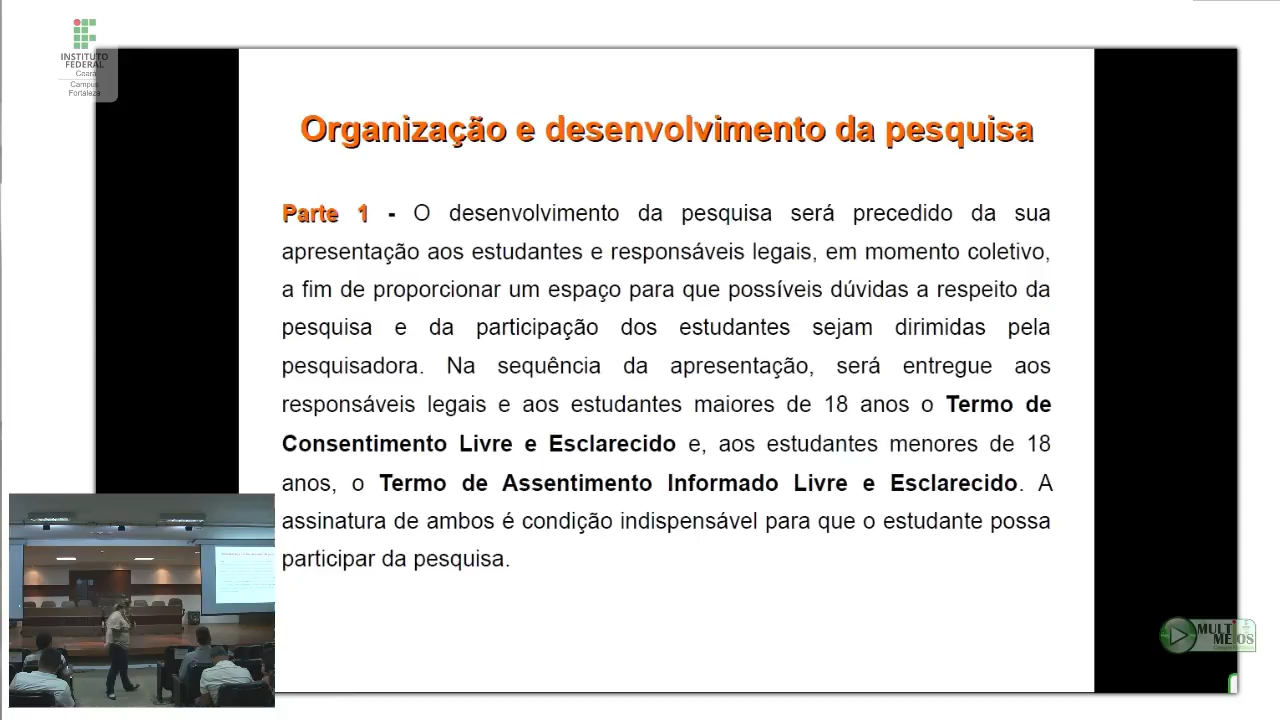 INSTITUTO
FEDERAL
Ceará
Campus
Fortaleza
Organização e desenvolvimento da pesquisa
Parte 1 - O desenvolvimento da pesquisa será precedido da sua
apresentação aos estudantes e responsáveis legais, em momento coletivo,
a fim de proporcionar um espaço para que possíveis dúvidas a respeito da
pesquisa e da participação dos estudantes sejam dirimidas pela
pesquisadora. Na sequência da apresentação, será entregue aos
responsáveis legais e aos estudantes maiores de 18 anos o Termo de
Consentimento Livre e Esclarecido e, aos estudantes menores de 18
anos, o Termo de Assentimento Informado Livre e Esclarecido. A
assinatura de ambos é condição indispensável para que o estudante possa
participar da pesquisa.
MULTI
MEIOS